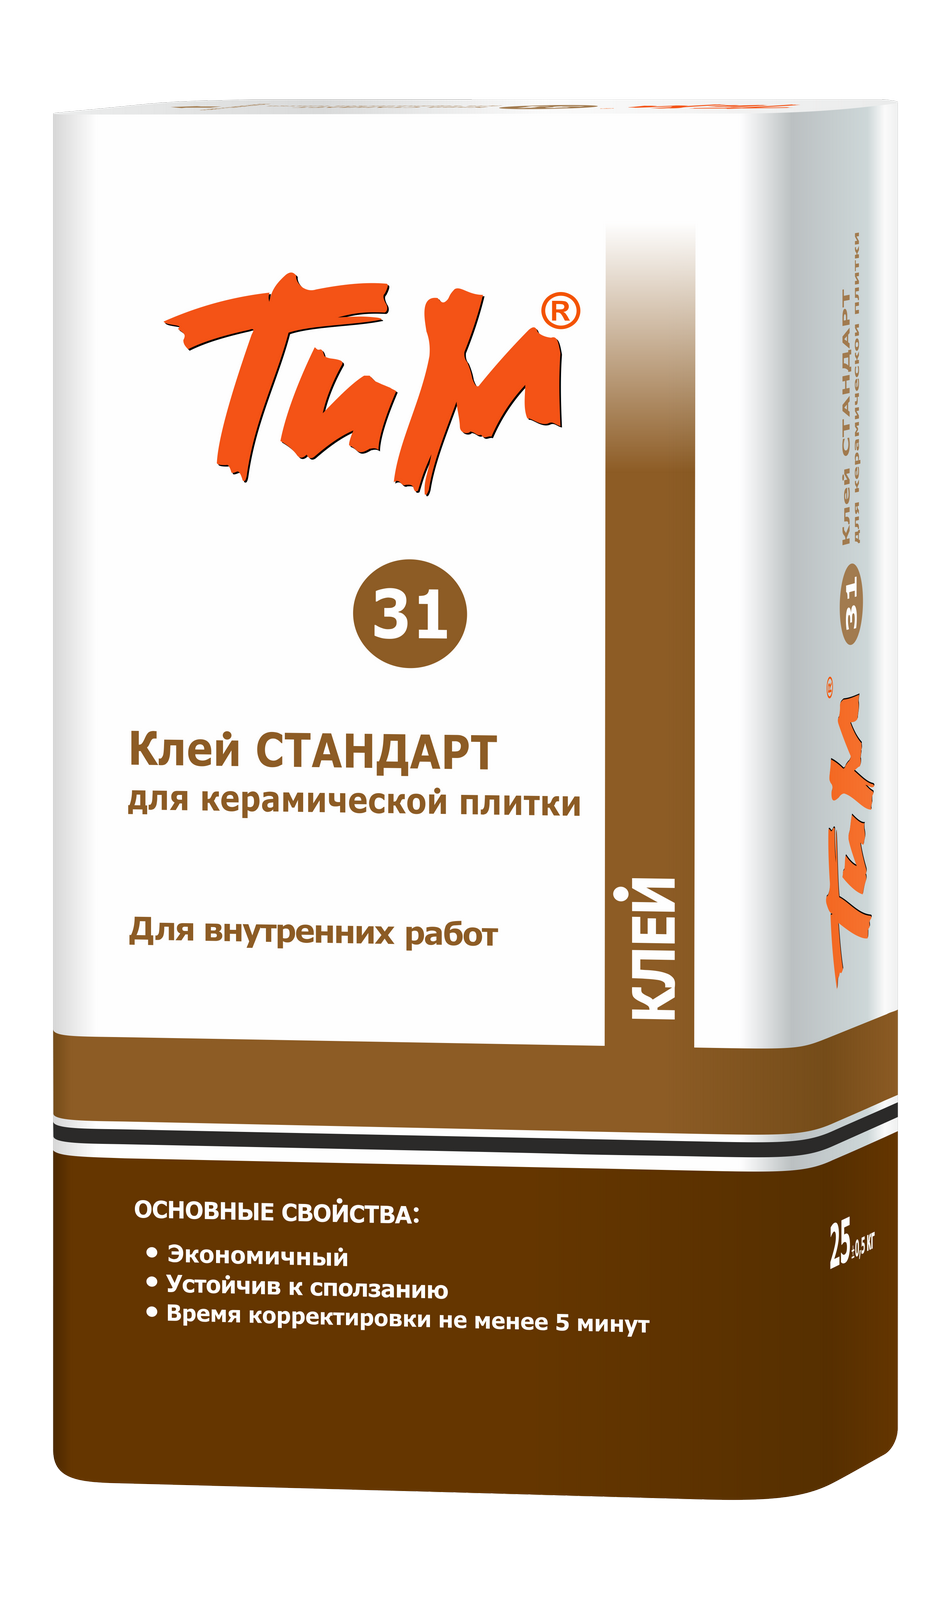 ТиМ®
31
Клей СТАНДАРТ
для керамической плитки
Для внутренних работ
КЛЕЙ
ОСНОВНЫЕ СВОЙСТВА:
• Экономичный
• Устойчив к сползанию
• Время корректировки не менее 5 минут
ТиМ®
31
Клей СТАНДАРТ
для керамической плитки
25±0,5 кг